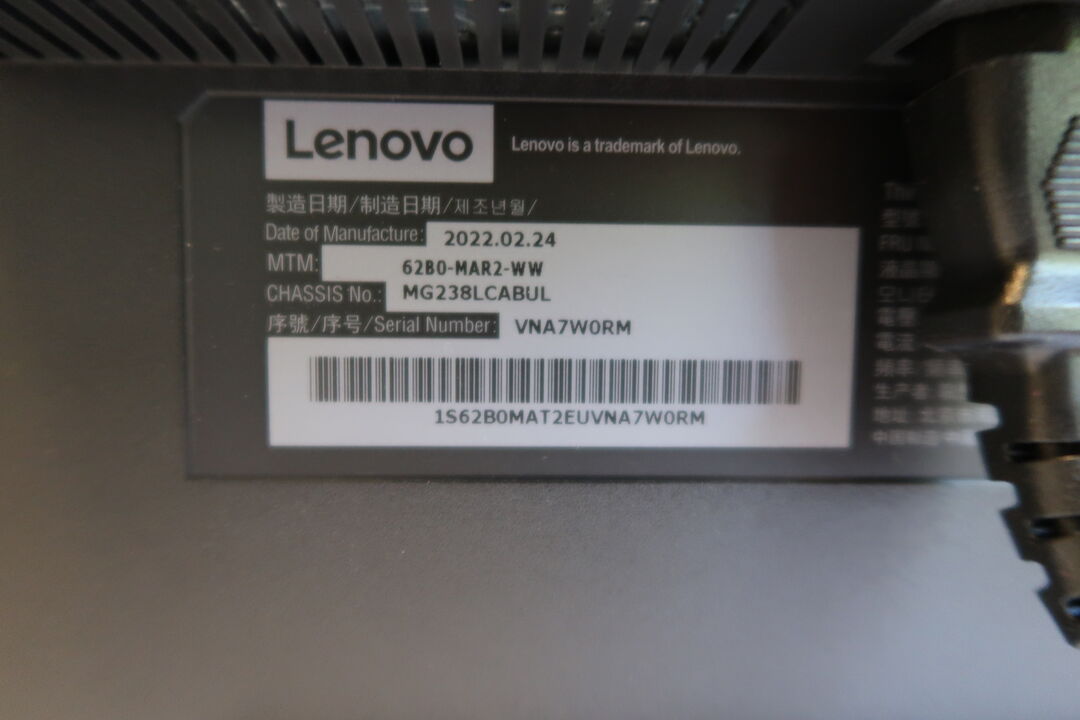 Lenovo
Lenovo is a trademark of Lenovo.
製造日期/制造日期/제조년월/
Date of Manufacture: 2022.02.24
MTM: 62B0-MAR2-WW
CHASSIS No.: MG238LCABUL
序號/序号/Serial Number: VNA7W0RM
1S62B0MAT2EUVNA7W0RM